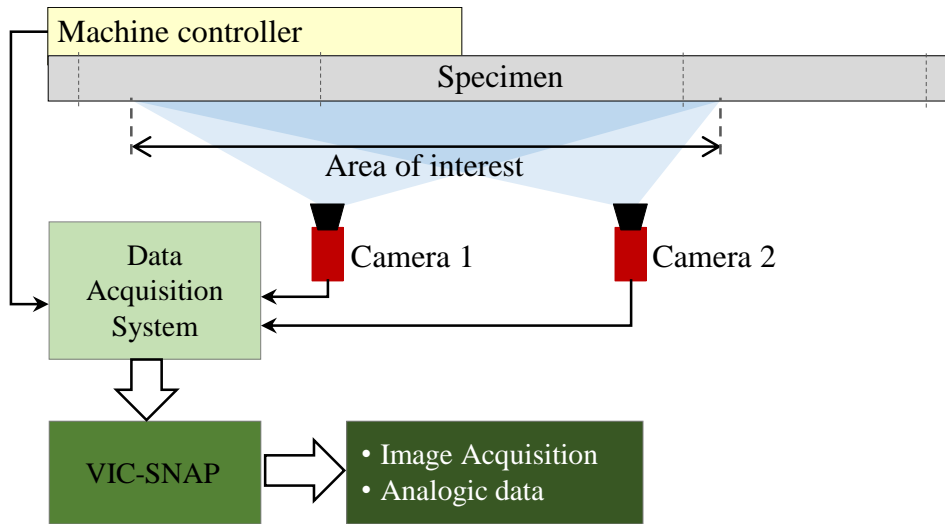 Machine controller
Specimen
Area of interest
Camera 1
Camera 2
Data
Acquisition
System
VIC-SNAP
• Image Acquisition
• Analogic data